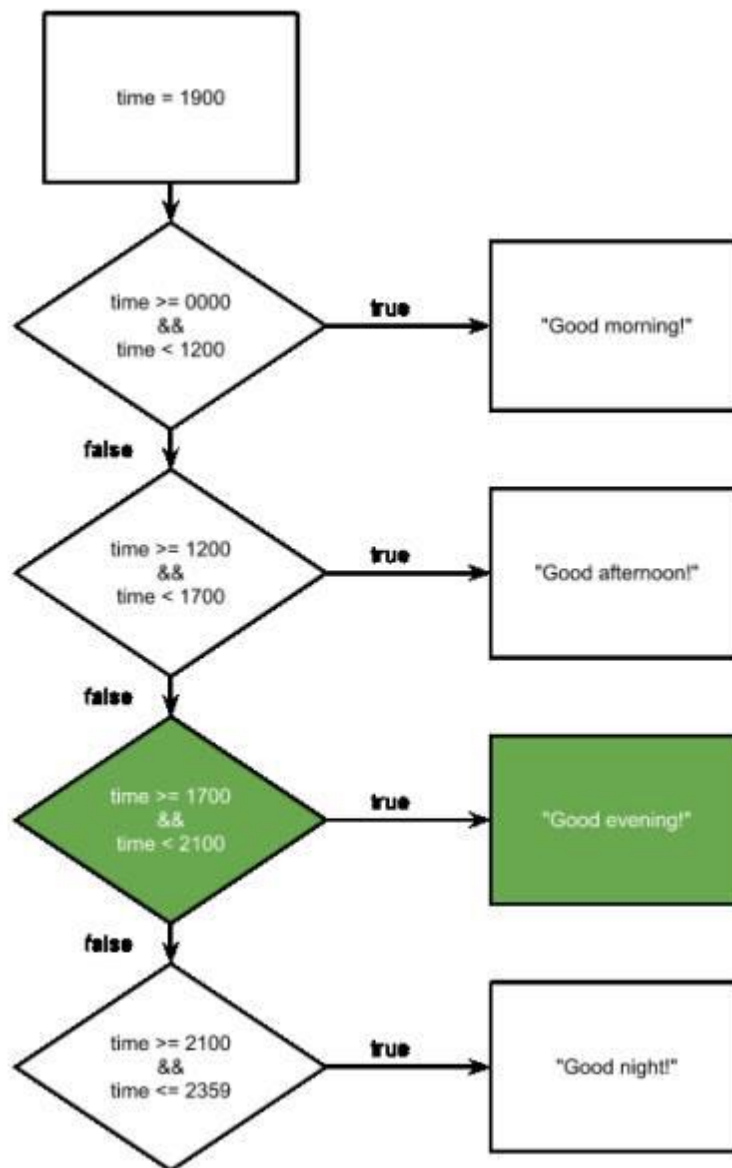 time = 1900
time >= 0000
&&
time < 1200
true
"Good morning!"
false
time >= 1200
&&
time < 1700
true
"Good afternoon!"
false
time >= 1700
&&
time < 2100
true
"Good evening!"
false
time >= 2100
&&
time <= 2359
true
"Good night!"